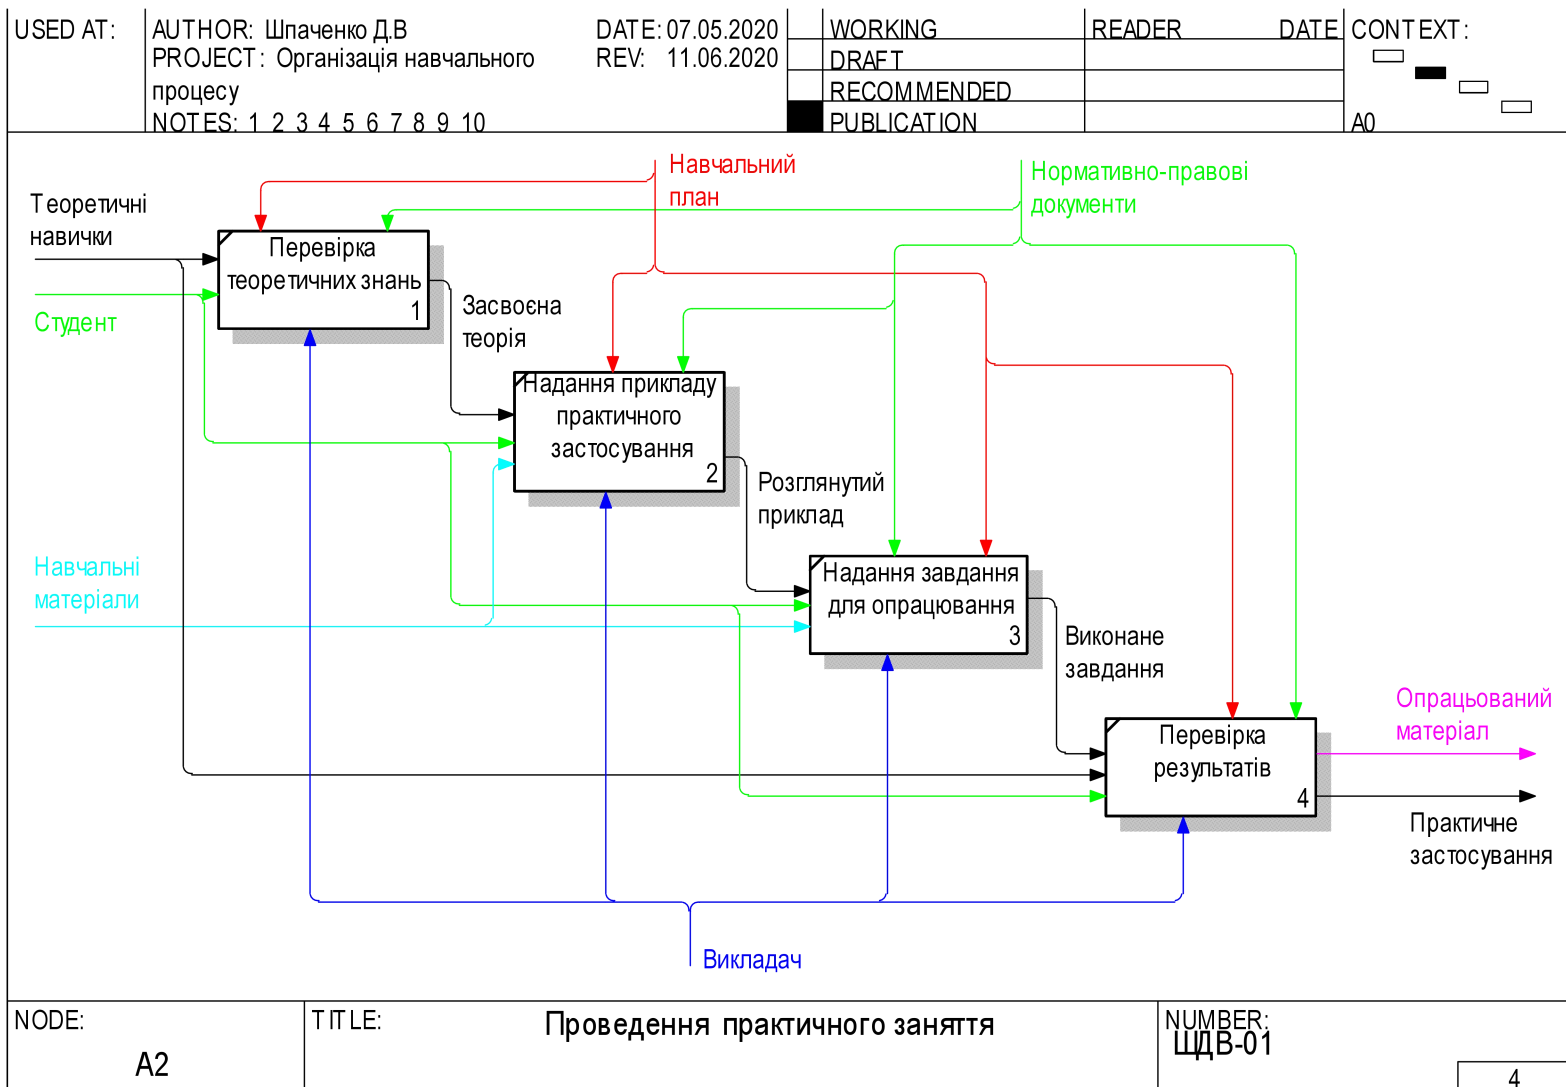 USED AT:
AUTHOR: Шпаченко Д.В
DATE: 07.05.2020
PROJECT: Організація навчального
процесу
REV: 11.06.2020
NOTES: 1 2 3 4 5 6 7 8 9 10
WORKING
DRAFT
RECOMMENDED
PUBLICATION
READER
DATE
CONTEXT:
A0
Навчальний
план
Нормативно-правові
документи
Теоретичні
навички
Студент
Перевірка
теоретичних знань
1
Засвоєна
теорія
Надання прикладу
практичного
застосування
2
Розглянутий
приклад
Навчальні
матеріали
Надання завдання
для опрацювання
3
Виконане
завдання
Перевірка
результатів
4
Опрацьований
матеріал
Практичне
застосування
Викладач
NODE:
A2
TITLE:
Проведення практичного заняття
NUMBER:
ШДВ-01
4